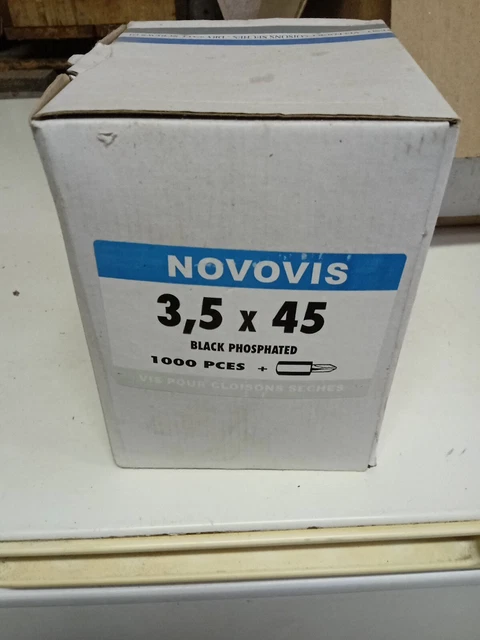 NOVOVIS
3,5 x 45
BLACK PHOSPHATED
1000 PCES +
VIS POUR CLOISONS SECHES